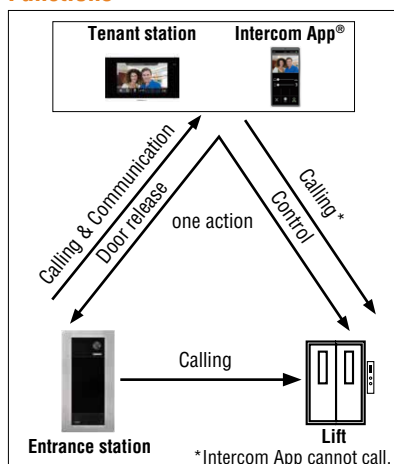 Tenant station
Intercom App®
Calling & Communication
Door release
one action
Control
Calling *
Calling
Entrance station
Lift
*Intercom App cannot call.